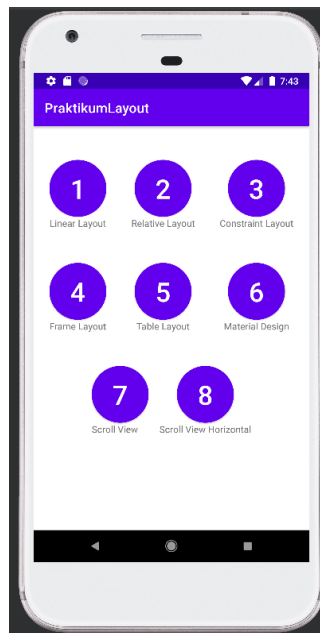 7:43
PraktikumLayout
1 2 3
Linear Layout Relative Layout Constraint Layout
4 5 6
Frame Layout Table Layout Material Design
7 8
Scroll View Scroll View Horizontal